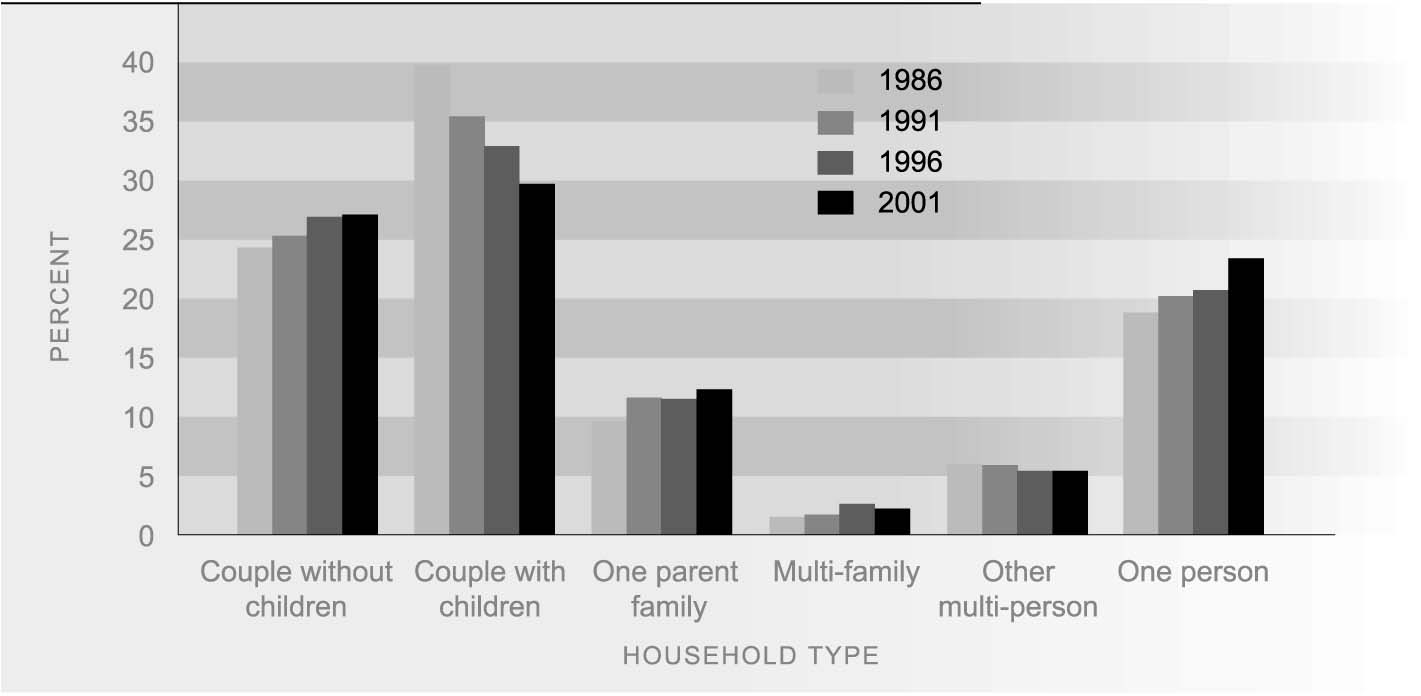 40
35
30
25
20
15
10
5
0
PERCENT
1986
1991
1996
2001
Couple without
children
Couple with
children
One parent
family
Multi-family
Other
multi-person
One person
HOUSEHOLD TYPE